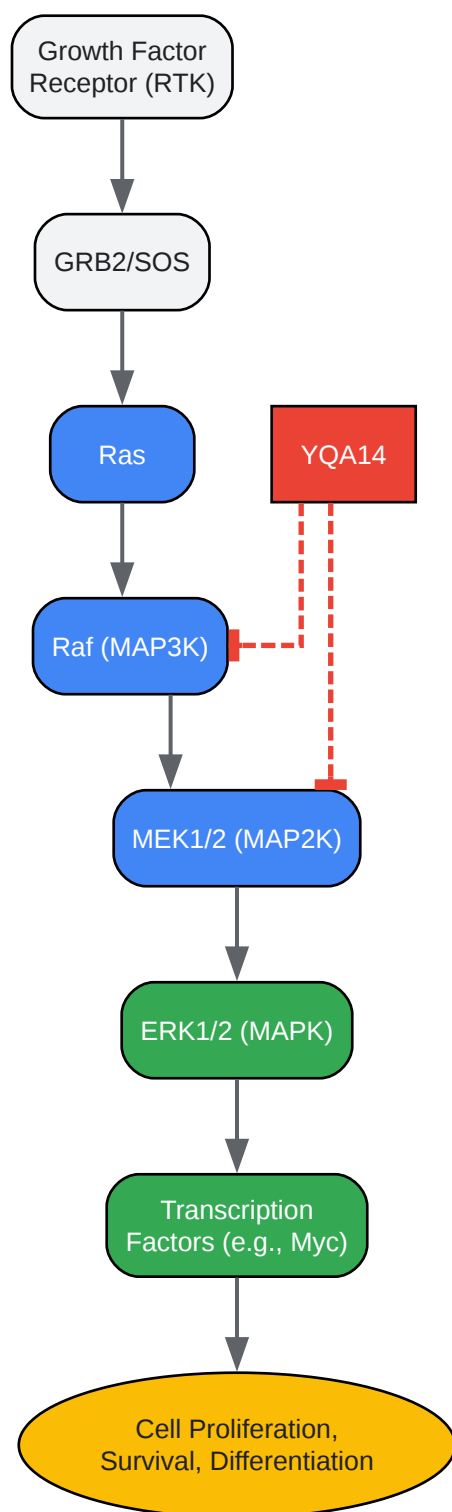 Growth Factor
Receptor (RTK)
GRB2/SOS
Ras
YQA14
Raf (MAP3K)
MEK1/2 (MAP2K)
ERK1/2 (MAPK)
Transcription
Factors (e.g., Myc)
Cell Proliferation,
Survival, Differentiation